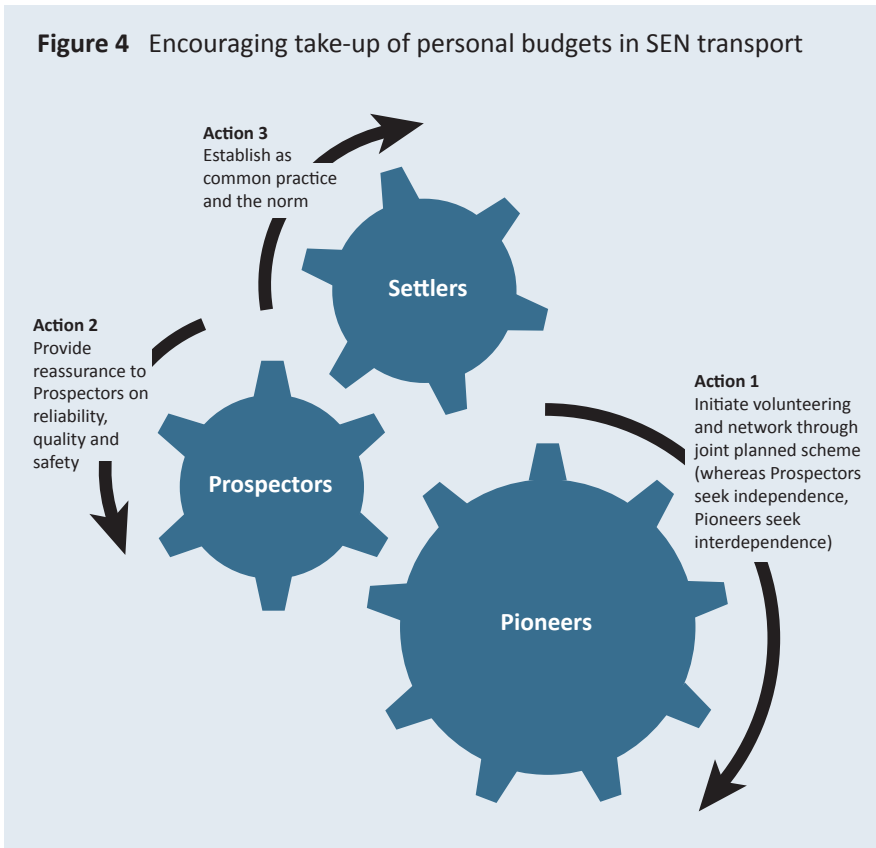 Figure 4 Encouraging take-up of personal budgets in SEN transport
Action 3
Establish as
common practice
and the norm
Settlers
Action 2
Provide
reassurance to
Prospectors on
reliability,
quality and
safety
Prospectors
Action 1
Initiate volunteering
and network through
joint planned scheme
(whereas Prospectors
seek independence,
Pioneers seek
interdependence)
Pioneers